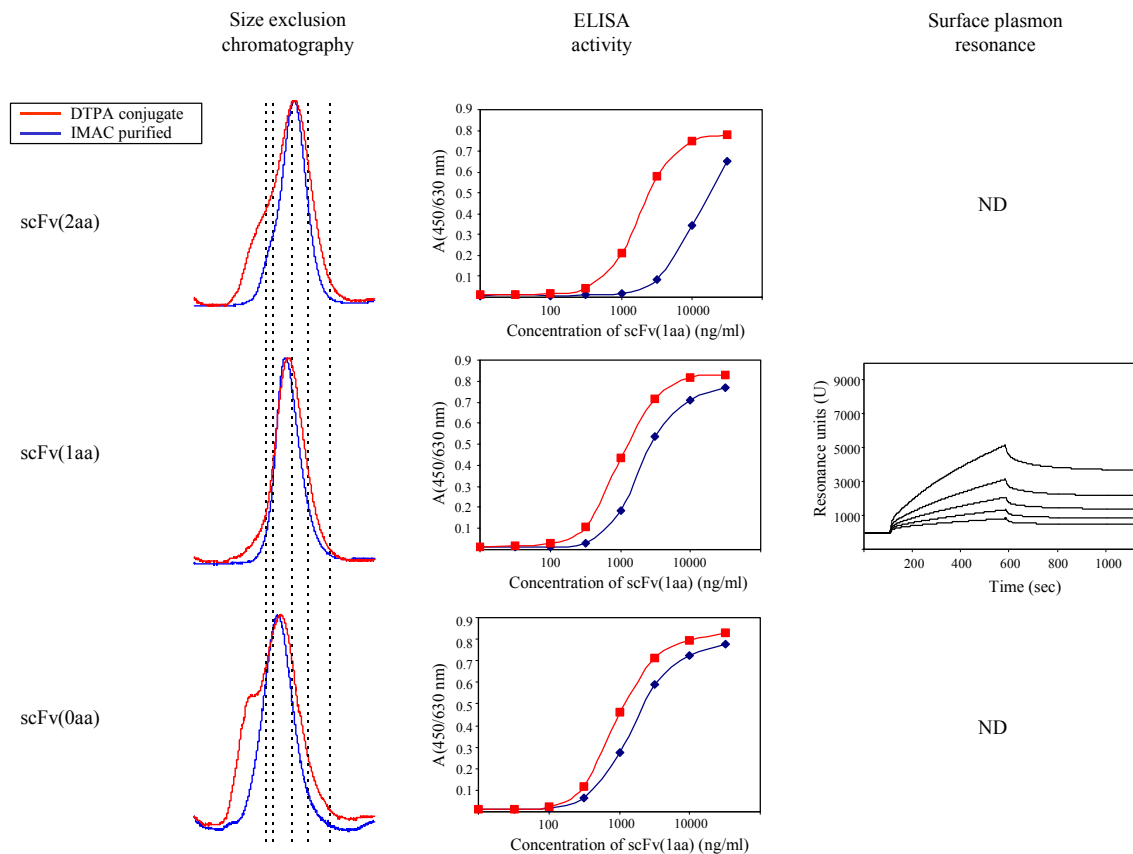 Size exclusion
chromatography
ELISA
activity
Surface plasmon
resonance
DTPA conjugate
IMAC purified
scFv(2aa)
A(450/630 nm)
0.9
0.8
0.7
0.6
0.5
0.4
0.3
0.2
0.1
100 1000 10000
Concentration of scFv(1aa) (ng/ml)
ND
scFv(1aa)
A(450/630 nm)
0.9
0.8
0.7
0.6
0.5
0.4
0.3
0.2
0.1
100 1000 10000
Concentration of scFv(1aa) (ng/ml)
Resonance units (U)
9000
7000
5000
3000
1000
200 400 600 800 1000
Time (sec)
scFv(0aa)
A(450/630 nm)
0.9
0.8
0.7
0.6
0.5
0.4
0.3
0.2
0.1
100 1000 10000
Concentration of scFv(1aa) (ng/ml)
ND